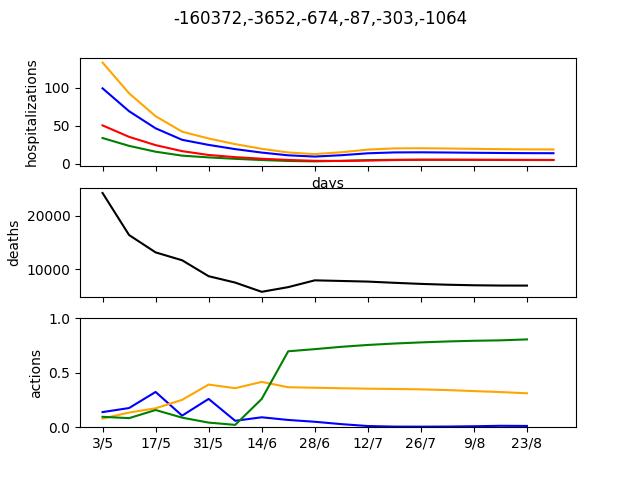 -160372,-3652,-674,-87,-303,-1064
hospitalizations
100
50
0
days
deaths
20000
10000
actions
1.0
0.5
0.0
3/5 17/5 31/5 14/6 28/6 12/7 26/7 9/8 23/8